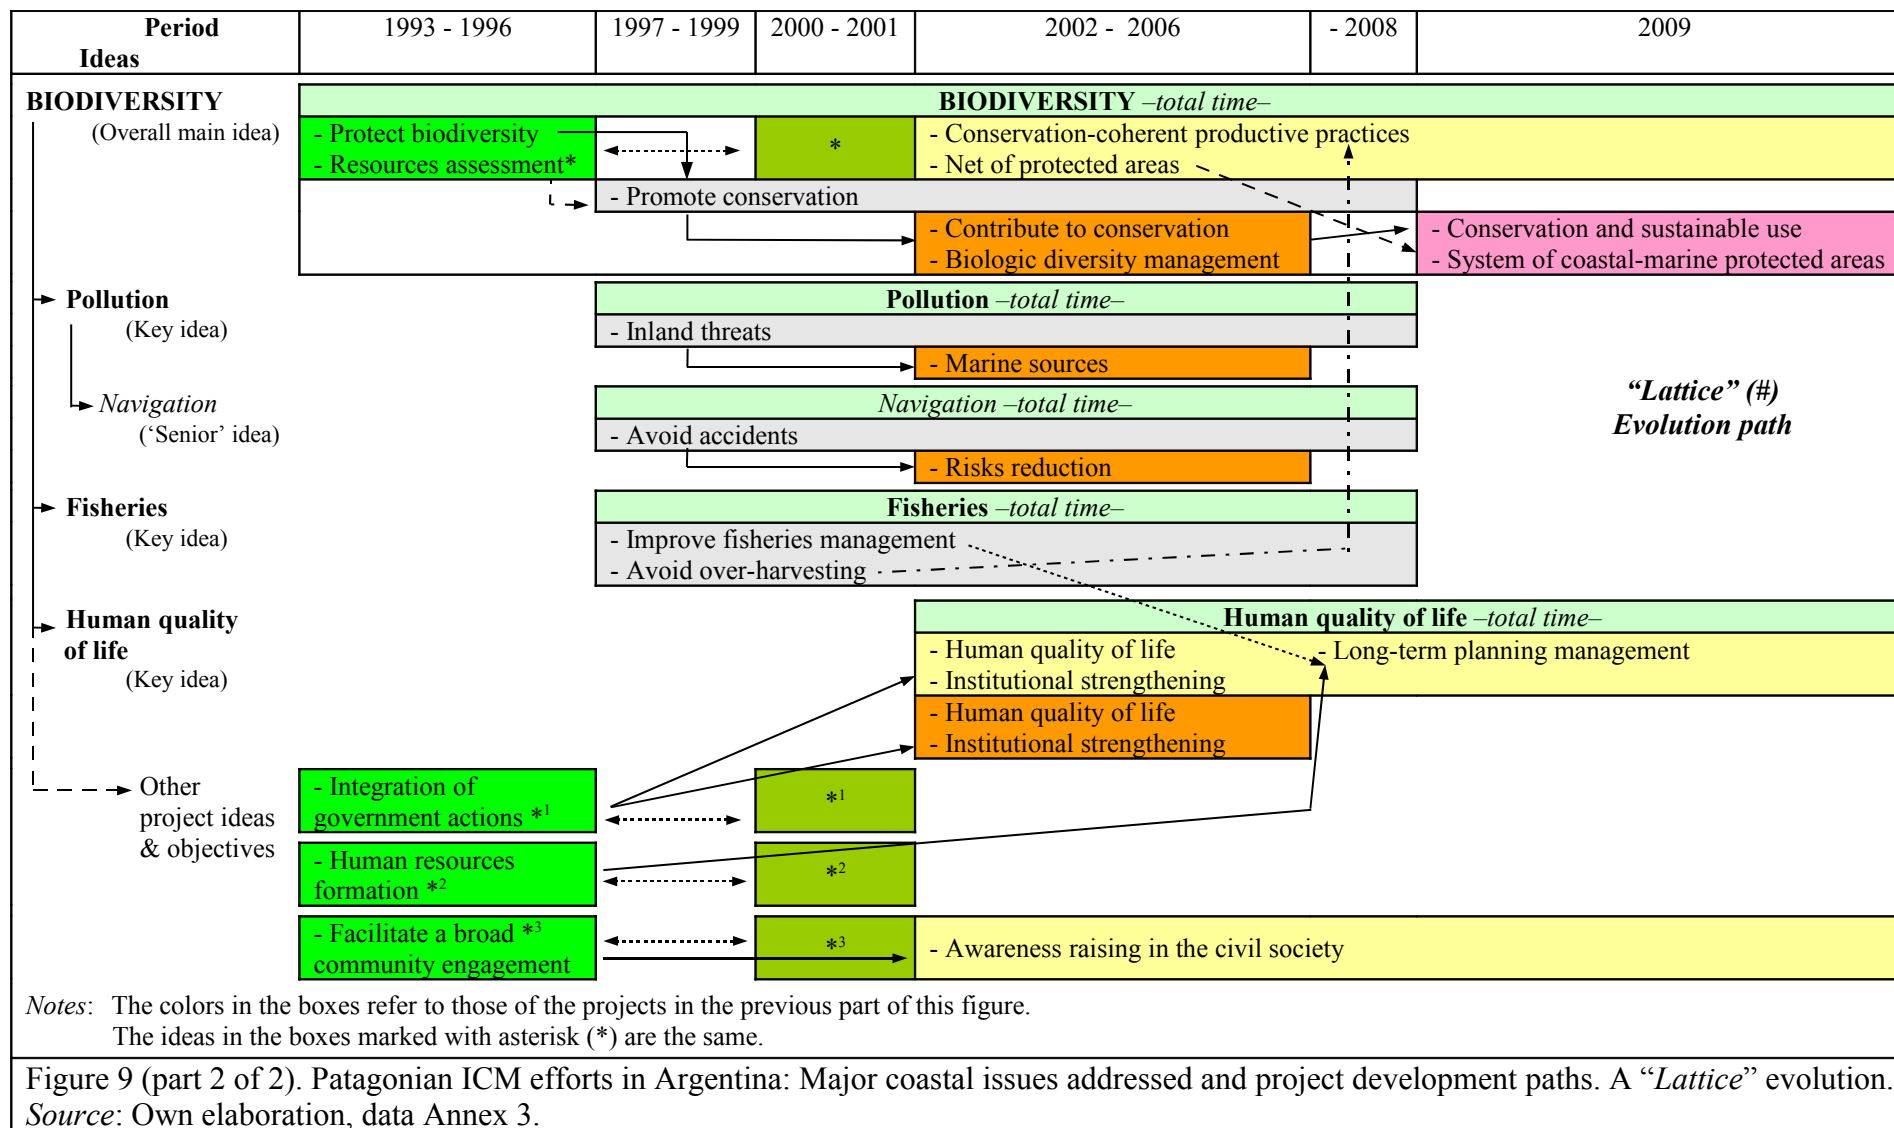 Period
Ideas
1993 - 1996
1997 - 1999
2000 - 2001
2002 - 2006
- 2008
2009
BIODIVERSITY
(Overall main idea)
BIODIVERSITY –total time–
- Protect biodiversity
- Resources assessment*
*
- Conservation-coherent productive practices
- Net of protected areas
- Promote conservation
- Contribute to conservation
- Biologic diversity management
- Conservation and sustainable use
- System of coastal-marine protected areas
Pollution
(Key idea)
Pollution –total time–
- Inland threats
- Marine sources
Navigation
(‘Senior’ idea)
Navigation –total time–
- Avoid accidents
- Risks reduction
“Lattice” (#)
Evolution path
Fisheries
(Key idea)
Fisheries –total time–
- Improve fisheries management
- Avoid over-harvesting
Human quality
of life
(Key idea)
Human quality of life –total time–
- Human quality of life
- Institutional strengthening
- Long-term planning management
- Human quality of life
- Institutional strengthening
Other
project ideas
& objectives
- Integration of
government actions *1
*1
- Human resources
formation *2
*2
- Facilitate a broad *3
community engagement
*3
- Awareness raising in the civil society
Notes: The colors in the boxes refer to those of the projects in the previous part of this figure.
The ideas in the boxes marked with asterisk (*) are the same.
Figure 9 (part 2 of 2). Patagonian ICM efforts in Argentina: Major coastal issues addressed and project development paths. A “Lattice” evolution.
Source: Own elaboration, data Annex 3.